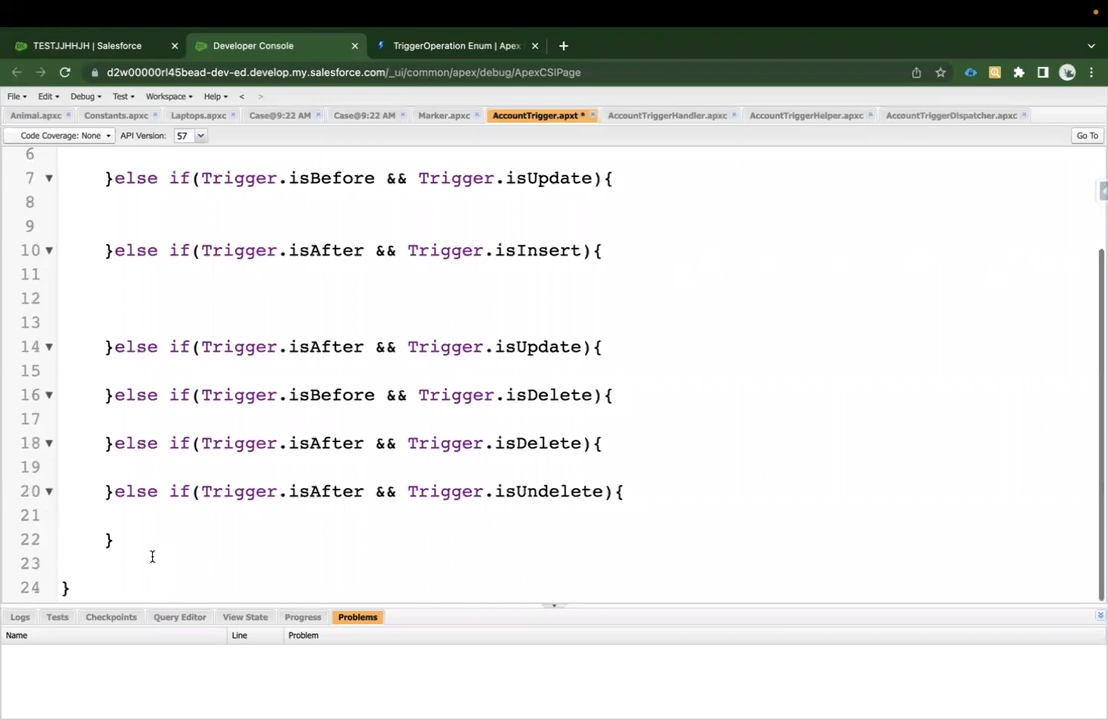 TESTJJHHJH | Salesforce
Developer Console
TriggerOperation Enum | Apex
d2w00000rl45bead-dev-ed.develop.my.salesforce.com/_ui/common/apex/debug/ApexCSIPage
File Edit Debug Test Workspace Help < >
Animal.apxc Constants.apxc Laptops.apxc Case@9:22 AM Case@9:22 AM Marker.apxc AccountTrigger.apxt * AccountTriggerHandler.apxc AccountTriggerHelper.apxc AccountTriggerDispatcher.apxc
Code Coverage: None API Version: 57 Go To
6
7 }else if(Trigger.isBefore && Trigger.isUpdate){
8
9
10 }else if(Trigger.isAfter && Trigger.isInsert){
11
12
13
14 }else if(Trigger.isAfter && Trigger.isUpdate){
15
16 }else if(Trigger.isBefore && Trigger.isDelete){
17
18 }else if(Trigger.isAfter && Trigger.isDelete){
19
20 }else if(Trigger.isAfter && Trigger.isUndelete){
21
22 }
23
24 }
Logs Tests Checkpoints Query Editor View State Progress Problems
Name Line Problem